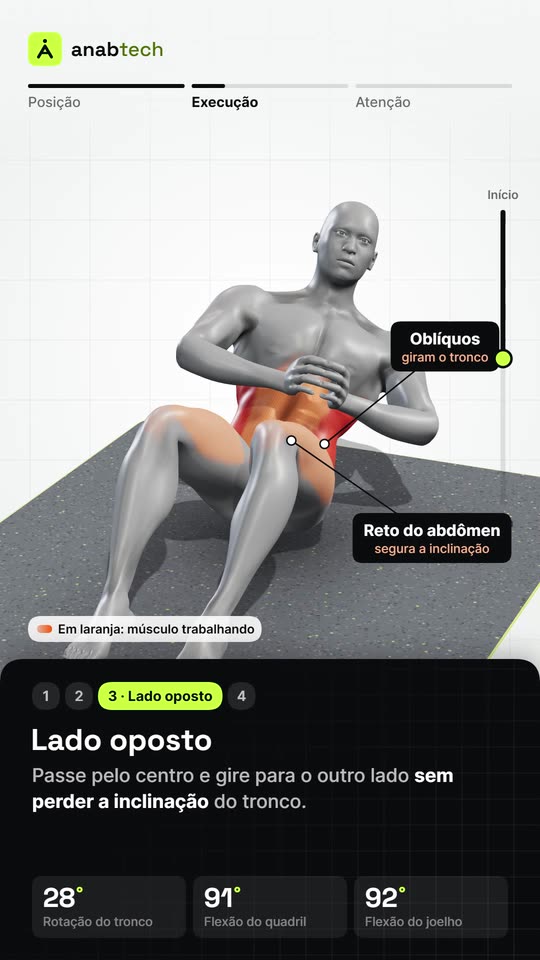 anabtech
Posição
Execução
Atenção
Início
Oblíquos
giram o tronco
Reto do abdômen
segura a inclinação
Em laranja: músculo trabalhando
1
2
3 · Lado oposto
4
Lado oposto
Passe pelo centro e gire para o outro lado sem
perder a inclinação do tronco.
28°
Rotação do tronco
91°
Flexão do quadril
92°
Flexão do joelho